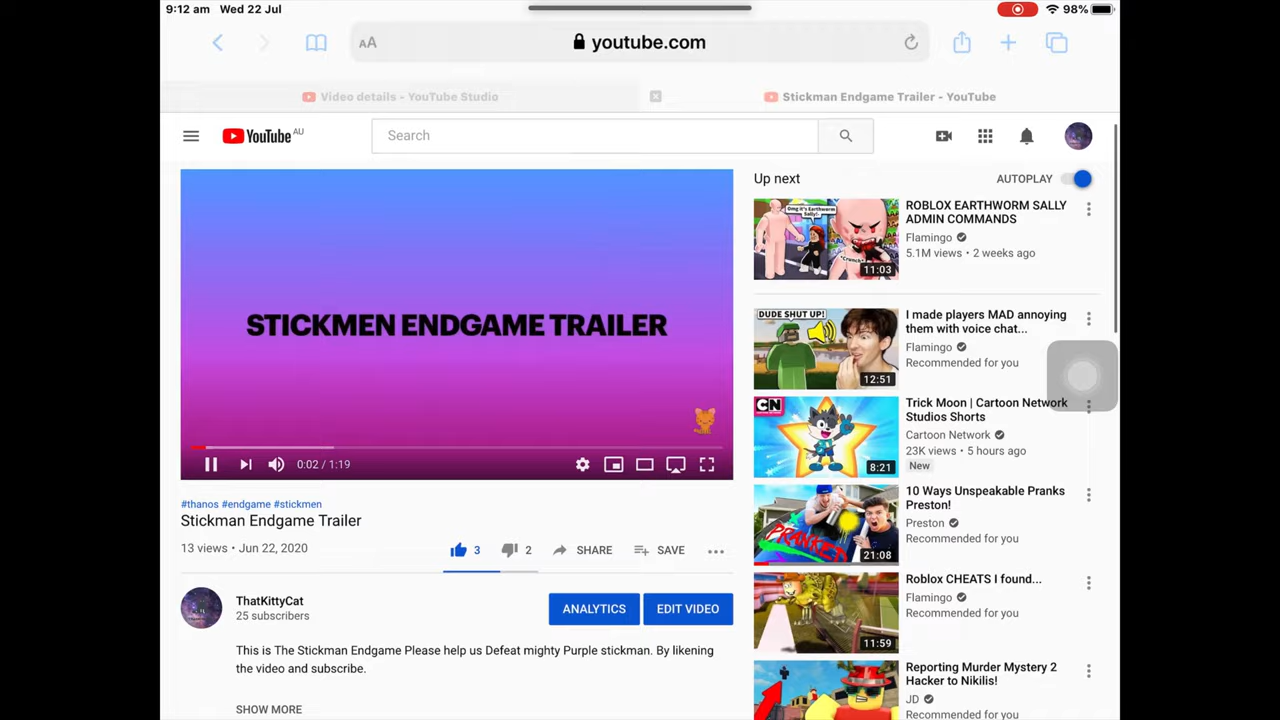 9:12 am Wed 22 Jul
98%
AA
youtube.com
Video details - YouTube Studio
Stickman Endgame Trailer - YouTube
YouTube AU
Search
STICKMEN ENDGAME TRAILER
0:02 / 1:19
#thanos #endgame #stickmen
Stickman Endgame Trailer
13 views • Jun 22, 2020
3
2
SHARE
SAVE
ThatKittyCat
25 subscribers
ANALYTICS
EDIT VIDEO
This is The Stickman Endgame Please help us Defeat mighty Purple stickman. By likening
the video and subscribe.
SHOW MORE
Up next
AUTOPLAY
Omg it's Earthworm
Sally!
*Crunch*
11:03
ROBLOX EARTHWORM SALLY
ADMIN COMMANDS
Flamingo
5.1M views • 2 weeks ago
DUDE SHUT UP!
12:51
I made players MAD annoying
them with voice chat...
Flamingo
Recommended for you
CN
8:21
Trick Moon | Cartoon Network
Studios Shorts
Cartoon Network
23K views • 5 hours ago
New
PRANKED
21:08
10 Ways Unspeakable Pranks
Preston!
Preston
Recommended for you
11:59
Roblox CHEATS I found...
Flamingo
Recommended for you
Reporting Murder Mystery 2
Hacker to Nikilis!
JD
Recommended for you